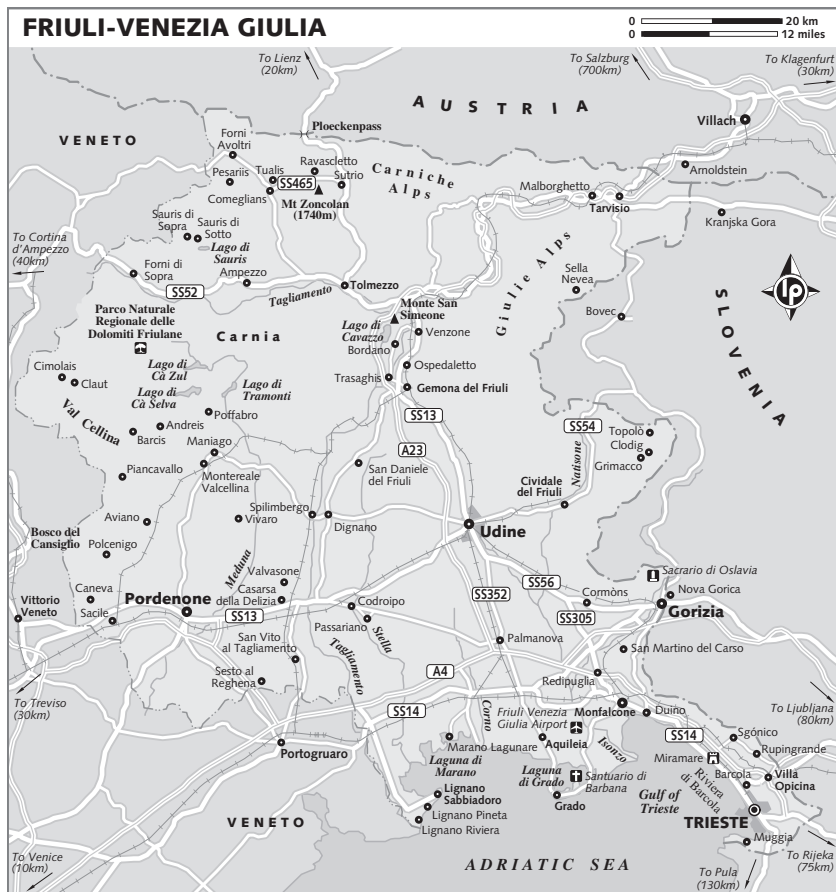 FRIULI-VENEZIA GIULIA
0 20 km
0 12 miles
To Lienz
(20km)
To Salzburg
(700km)
To Klagenfurt
(30km)
AUSTRIA
Villach
VENETO
Ploeckenpass
Forni
Avoltri
Ravascletto
Carniche
Alps
Arnoldstein
Pesariis
Tualis
SS465
Sutrio
Malborghetto
Comeglians
Mt Zoncolan
(1740m)
Tarvisio
Kranjska Gora
Sauris di
Sopra
Sauris di
Sotto
To Cortina
d'Ampezzo
(40km)
Lago di
Sauris
Giulie Alps
Sella
Nevea
lp
Forni di
Sopra
Ampezzo
Tolmezzo
SS52
Tagliamento
SLOVENIA
Parco Naturale
Regionale delle
Dolomiti Friulane
Monte San
Simeone
Bovec
Carnia
Lago di
Cavazzo
Venzone
Bordano
Lago di
Cà Zul
Ospedaletto
Cimolais
Claut
Trasaghis
Gemona del Friuli
Lago di
Cà Selva
Lago di
Tramonti
Val Cellina
Poffabro
SS13
Andreis
SS54
Barcis
Topolò
Maniago
A23
Clodig
Piancavallo
Montereale
Valcellina
San Daniele
del Friuli
Natisone
Grimacco
Cividale
del Friuli
Spilimbergo
Aviano
Vivaro
Dignano
Udine
Bosco del
Cansiglio
Polcenigo
Meduna
Sacrario di Oslavia
Valvasone
SS56
Caneva
Cormòns
Nova Gorica
Vittorio
Veneto
Pordenone
Casarsa
della Delizia
Codroipo
SS352
Gorizia
Sacile
SS13
Passariano
SS305
San Vito
al Tagliamento
Stella
Palmanova
San Martino del Carso
Tagliamento
Sesto al
Reghena
A4
Redipuglia
To Treviso
(30km)
SS14
Corno
Friuli Venezia
Giulia Airport
Monfalcone
Duino
To Ljubljana
(80km)
SS14
Sgónico
Portogruaro
Marano Lagunare
Aquileia
Isonzo
Miramare
Rupingrande
Laguna di
Marano
Laguna
di Grado
Santuario di
Barbana
Riviera
di Barcola
Barcola
Villa
Opicina
Lignano
Sabbiadoro
Grado
Gulf of
Trieste
Lignano Pineta
TRIESTE
VENETO
Lignano Riviera
Muggia
To Venice
(10km)
ADRIATIC SEA
To Pula
(130km)
To Rijeka
(75km)